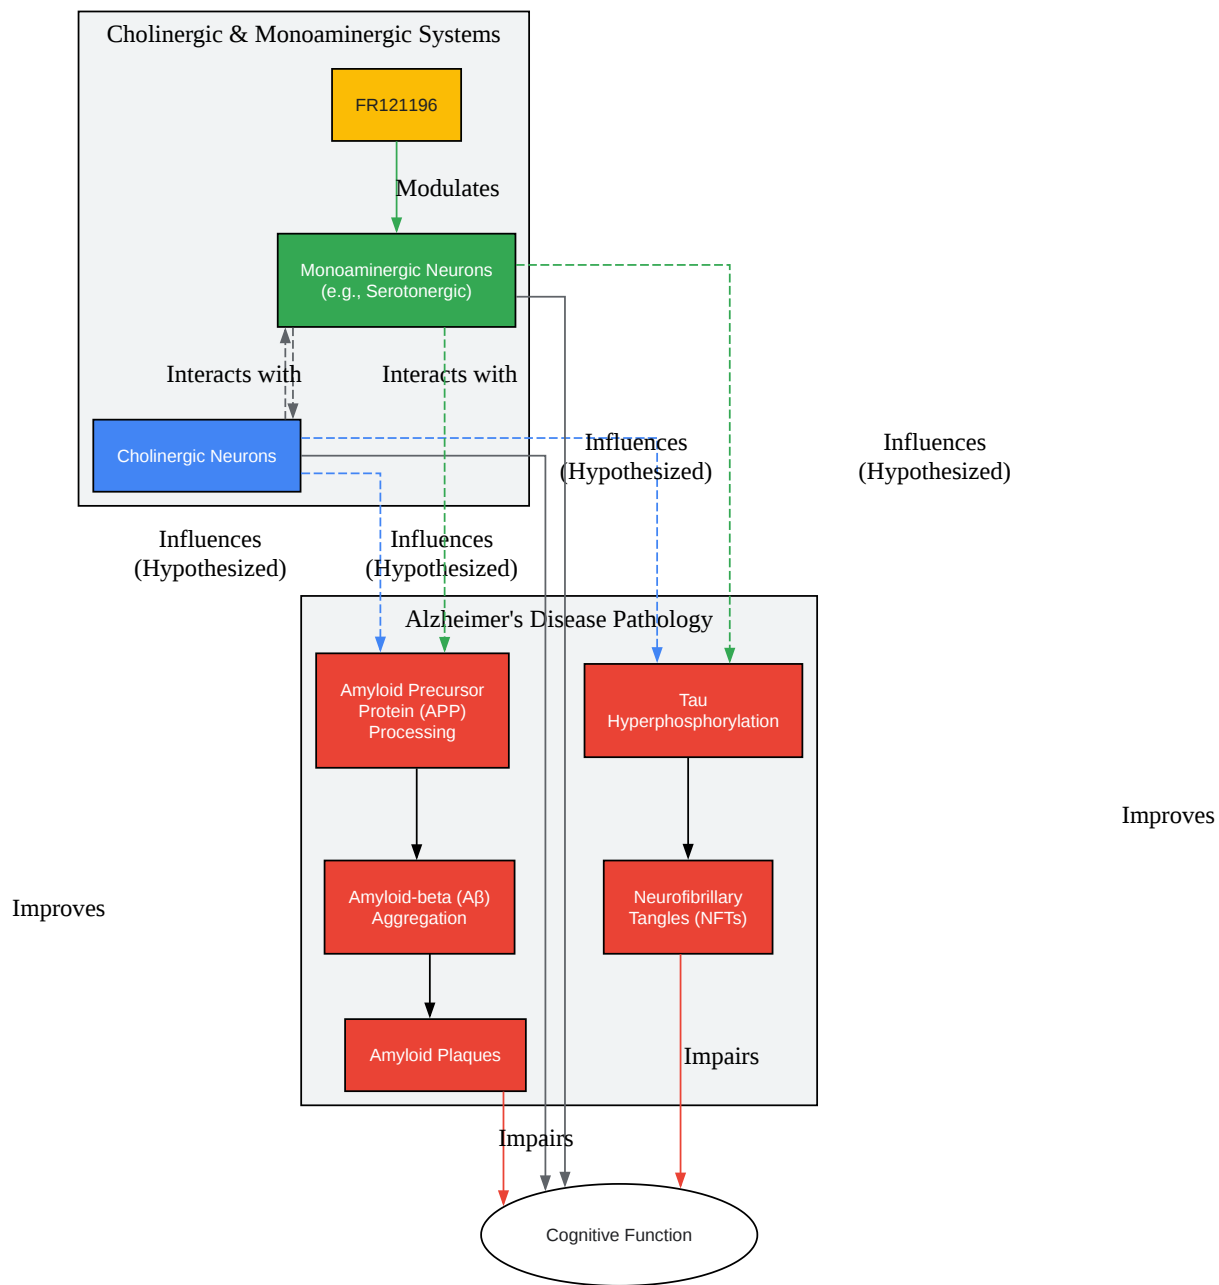 Cholinergic & Monoaminergic Systems
FR121196
Modulates
Monoaminergic Neurons
(e.g., Serotonergic)
Interacts with
Interacts with
Cholinergic Neurons
Influences
(Hypothesized)
Influences
(Hypothesized)
Influences
(Hypothesized)
Influences
(Hypothesized)
Alzheimer's Disease Pathology
Amyloid Precursor
Protein (APP)
Processing
Tau
Hyperphosphorylation
Improves
Improves
Amyloid-beta (Aβ)
Aggregation
Neurofibrillary
Tangles (NFTs)
Amyloid Plaques
Impairs
Impairs
Cognitive Function